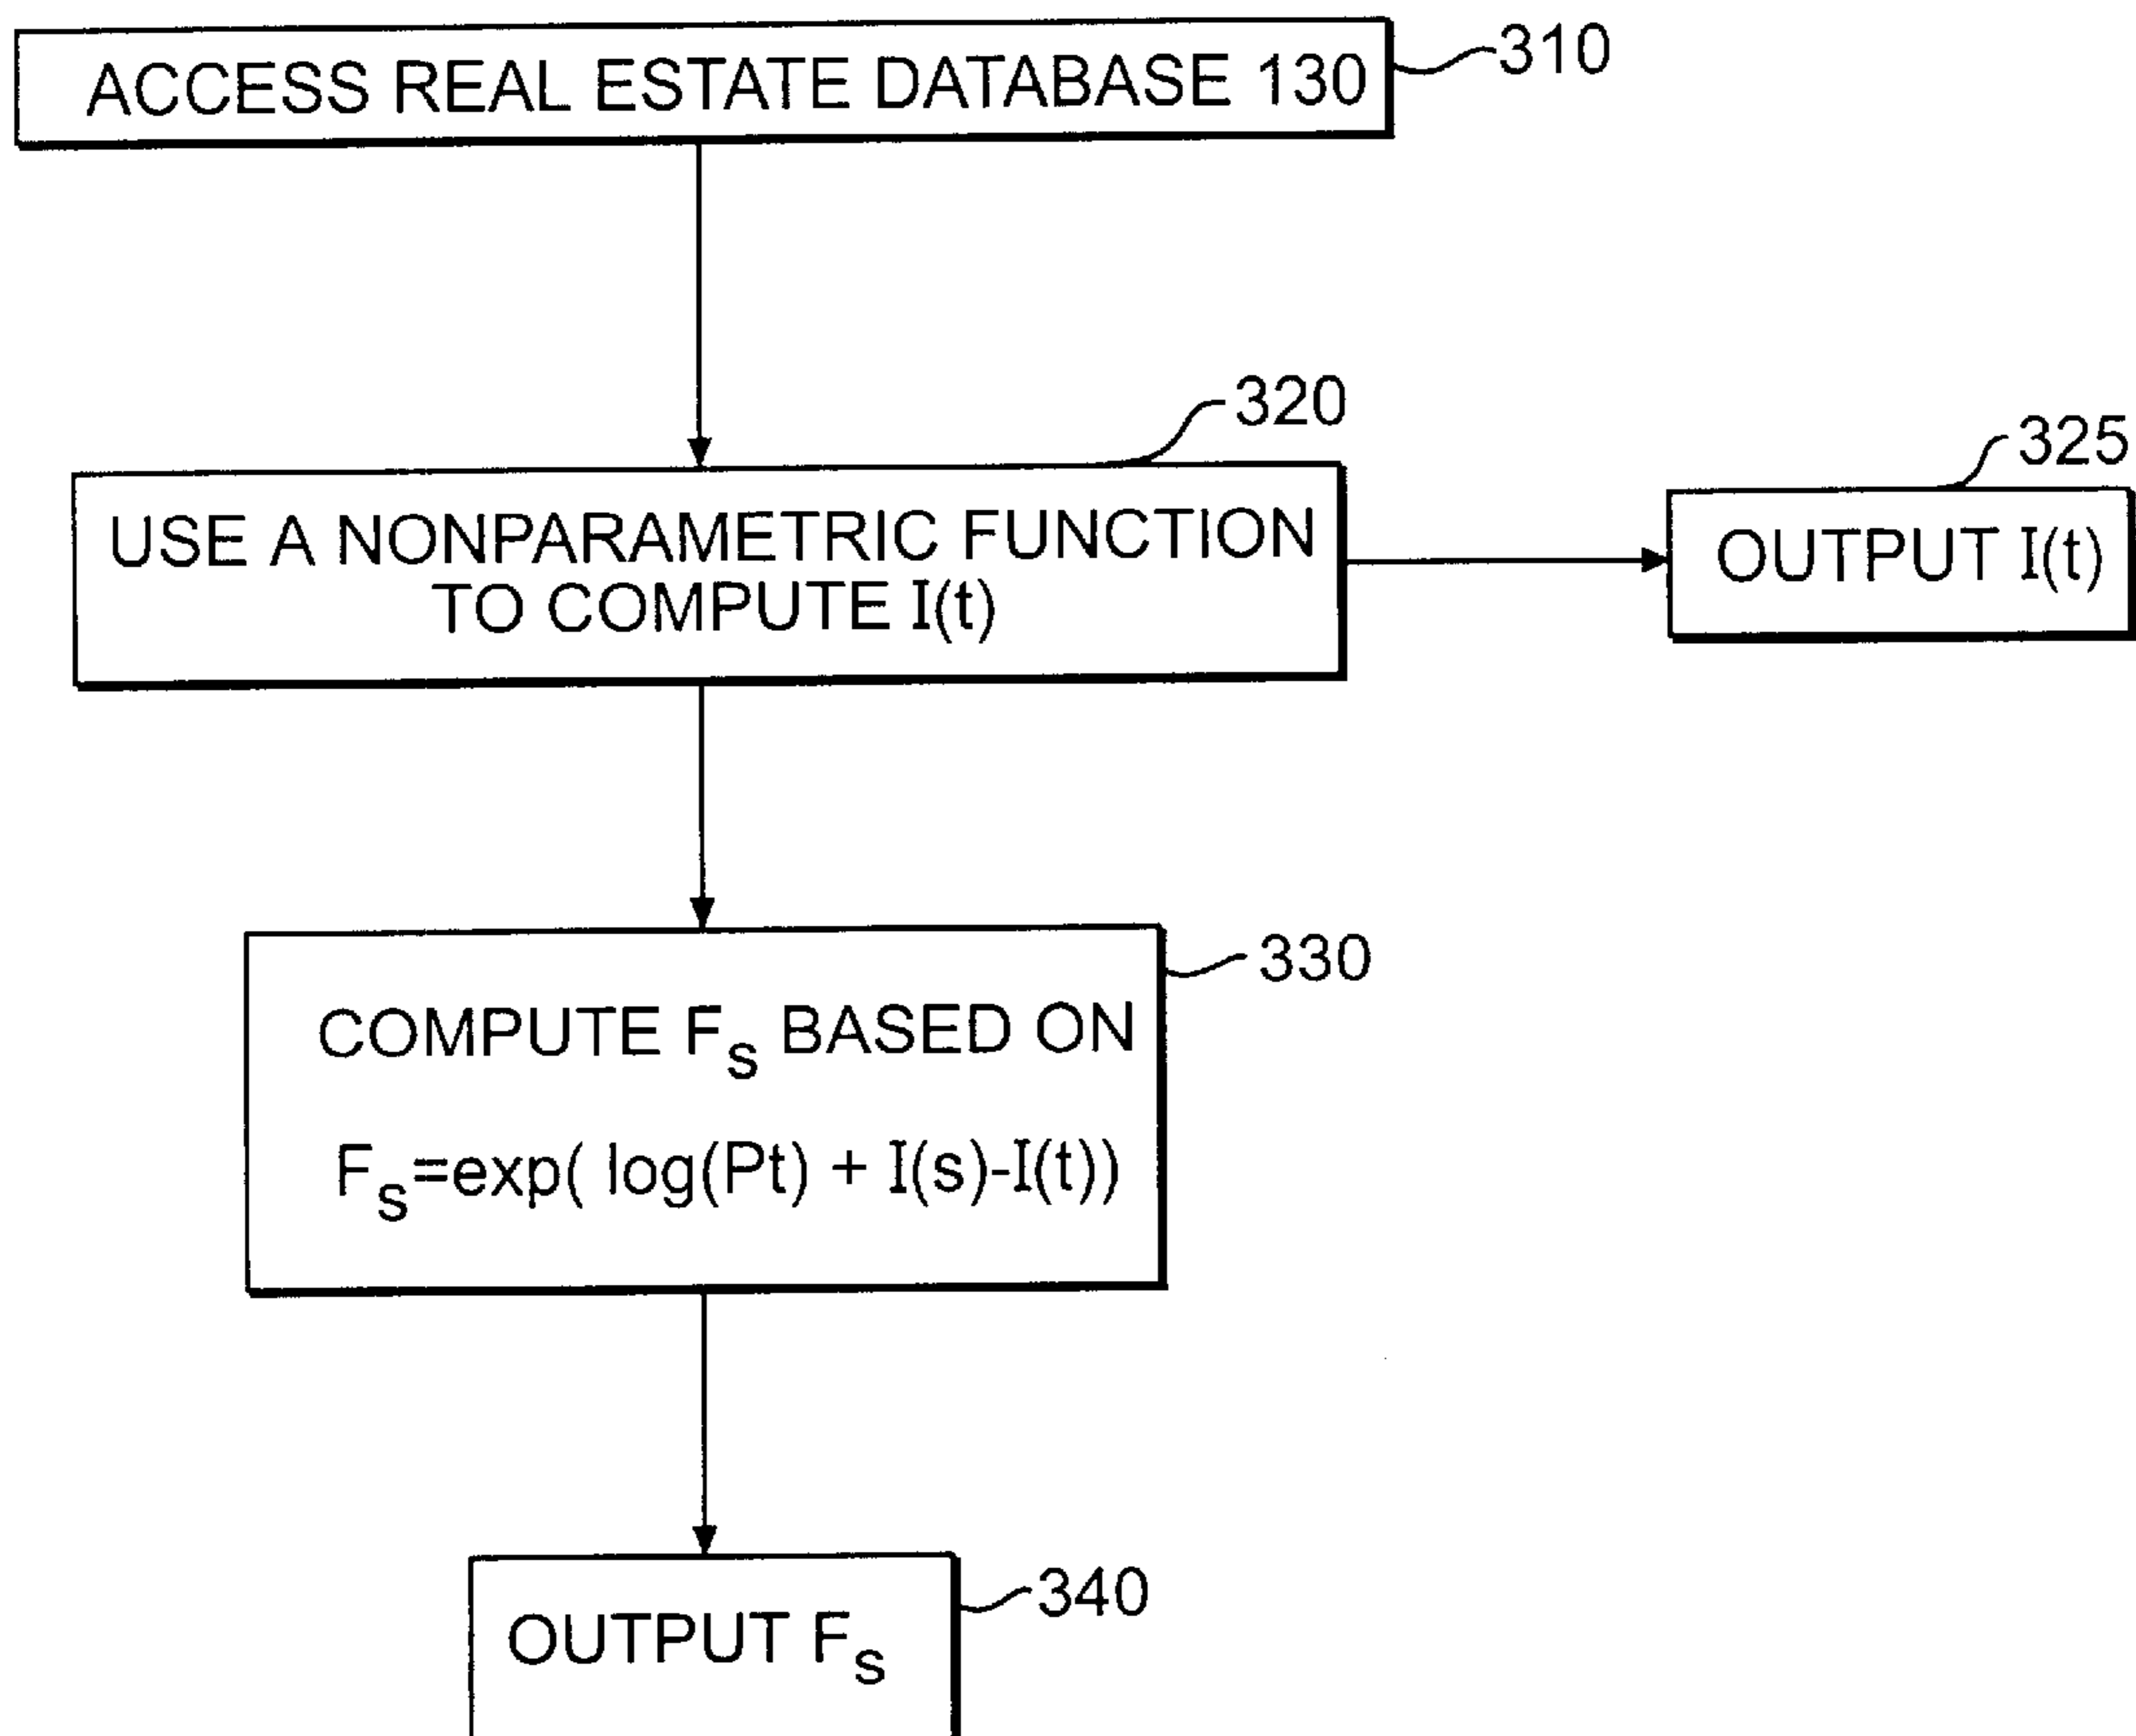 ACCESS REAL ESTATE DATABASE 130
310
320
USE A NONPARAMETRIC FUNCTION
TO COMPUTE I(t)
325
OUTPUT I(t)
330
COMPUTE Fs BASED ON
Fs=exp( log(Pt) + I(s)-I(t))
340
OUTPUT Fs